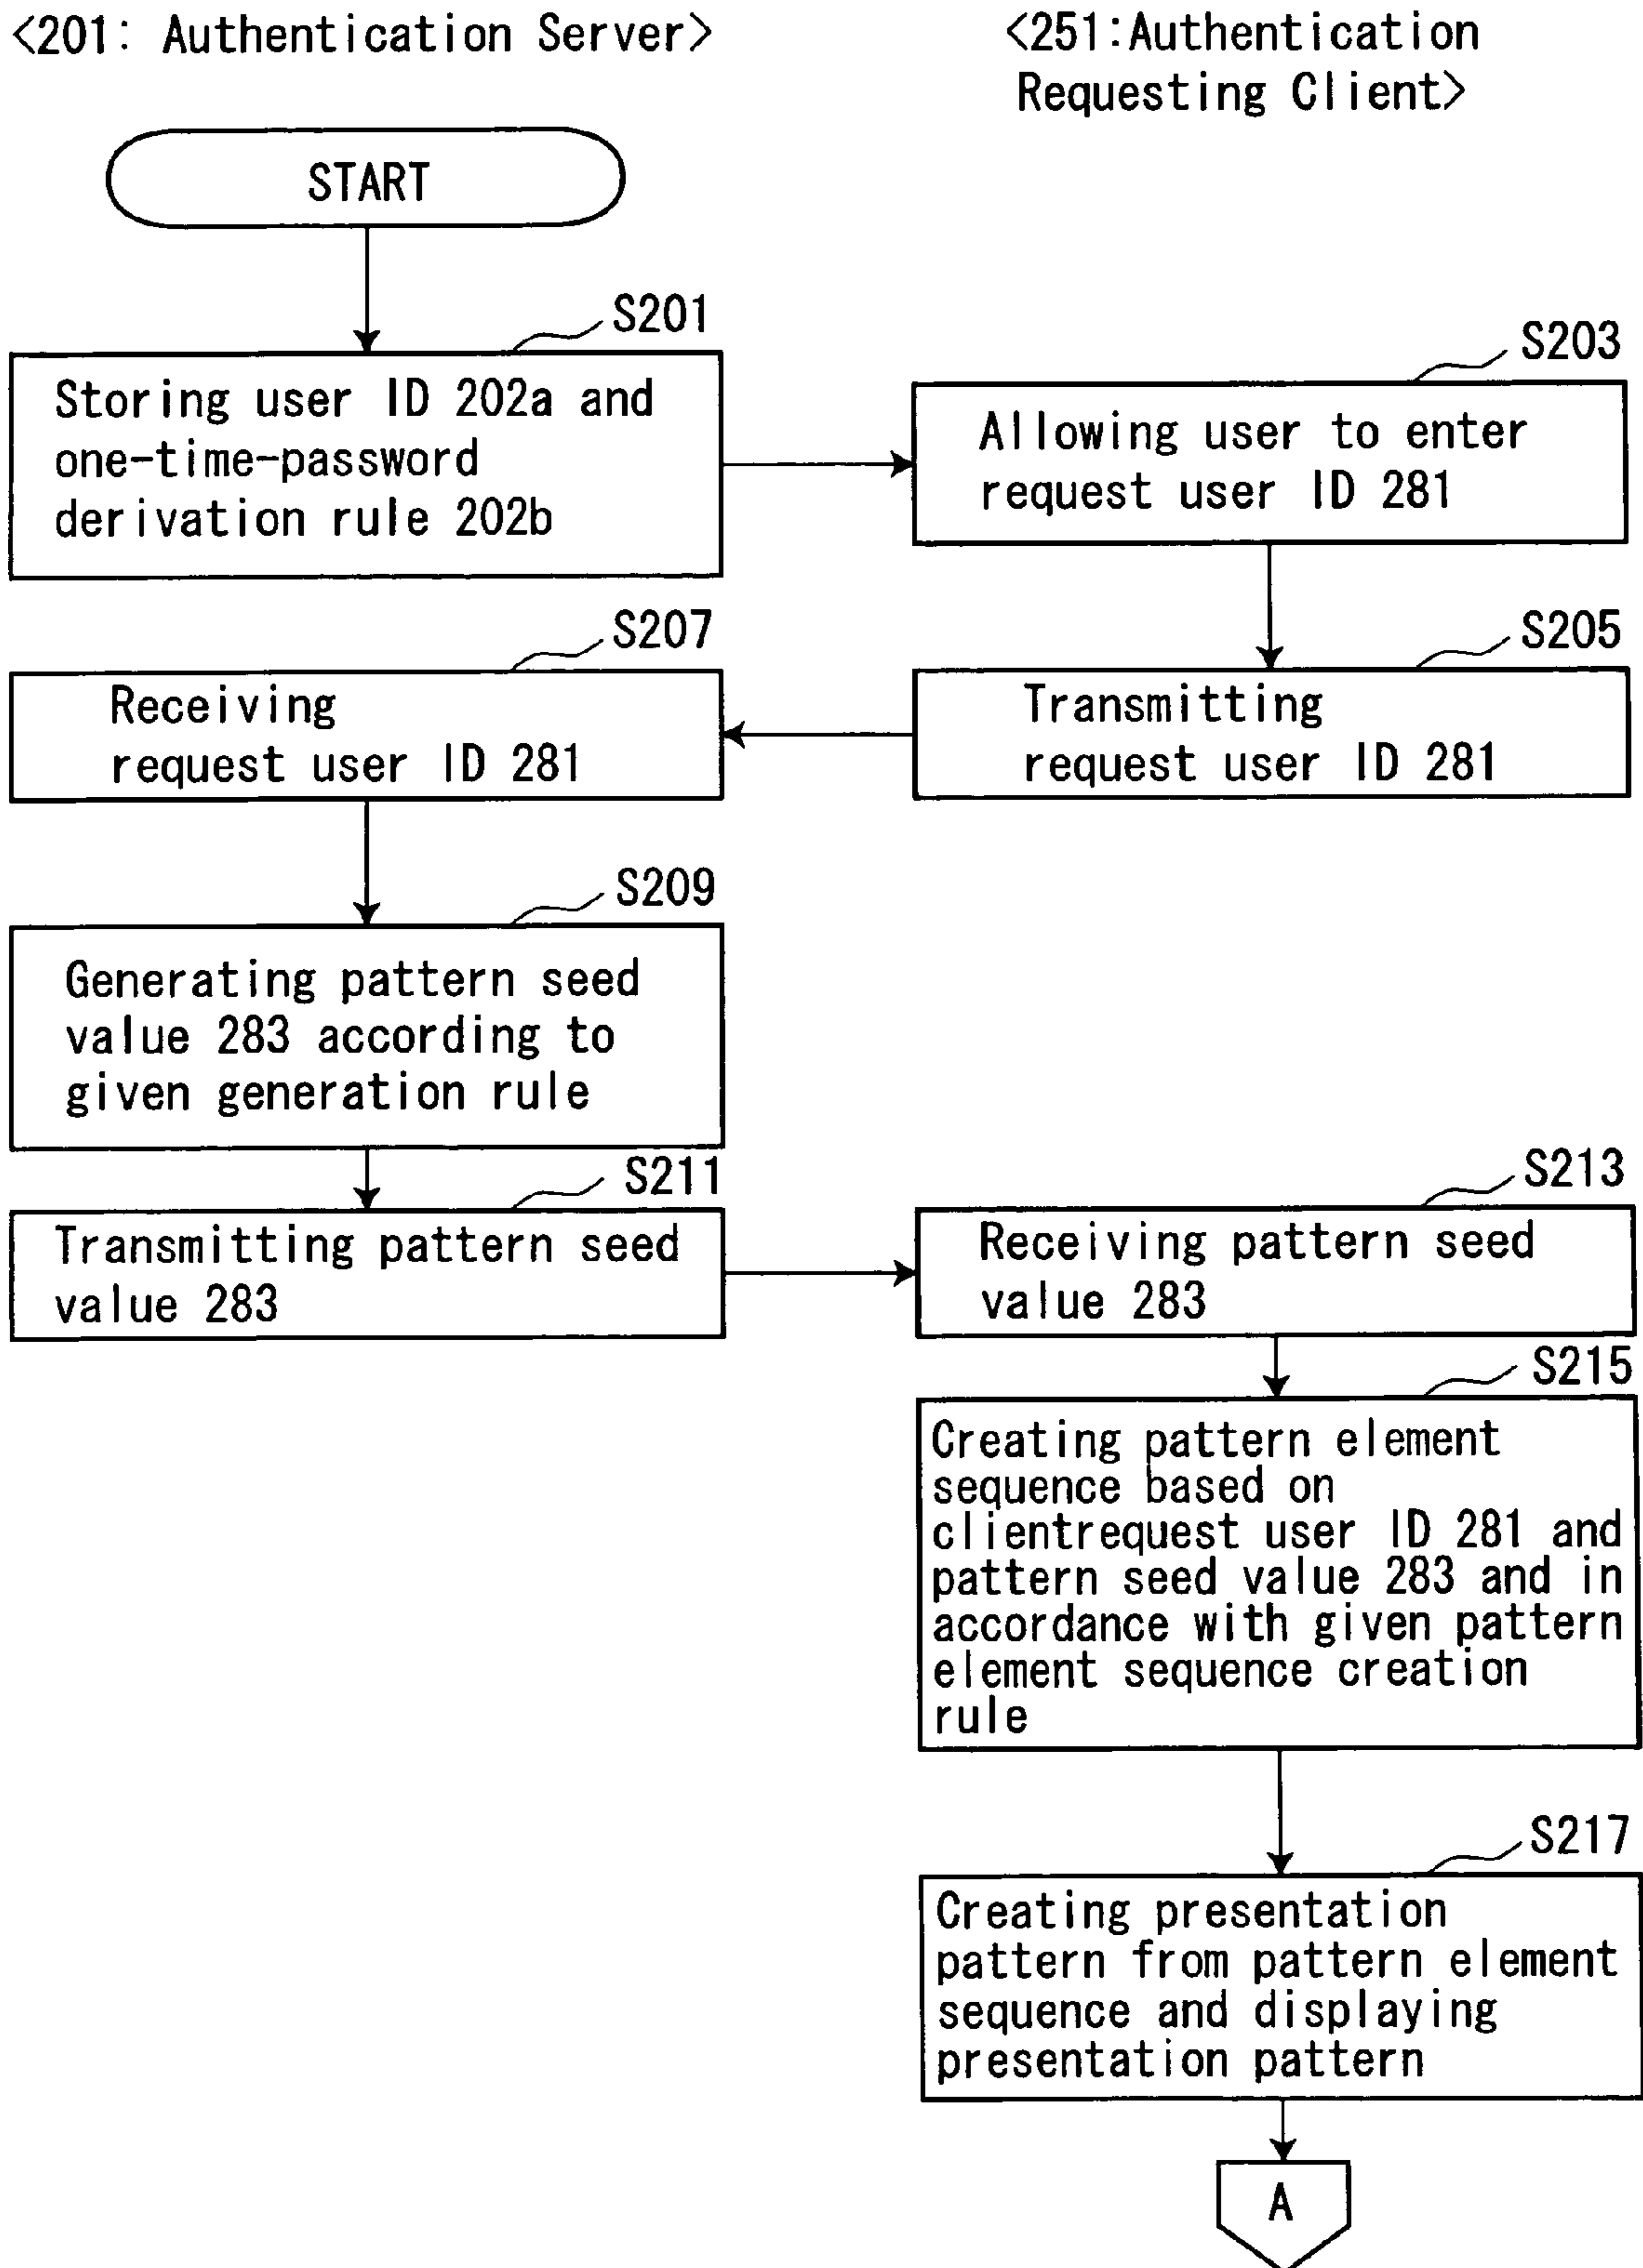 <201: Authentication Server>
<251:Authentication
Requesting Client>
START
S201
Storing user ID 202a and
one-time-password
derivation rule 202b
S203
Allowing user to enter
request user ID 281
S205
Transmitting
request user ID 281
S207
Receiving
request user ID 281
S209
Generating pattern seed
value 283 according to
given generation rule
S211
Transmitting pattern seed
value 283
S213
Receiving pattern seed
value 283
S215
Creating pattern element
sequence based on
clientrequest user ID 281 and
pattern seed value 283 and in
accordance with given pattern
element sequence creation
rule
S217
Creating presentation
pattern from pattern element
sequence and displaying
presentation pattern
A